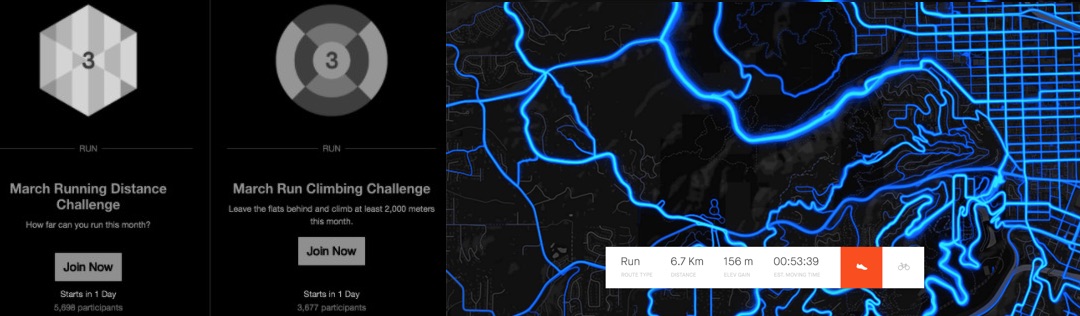 3
RUN
March Running Distance
Challenge
How far can you run this month?
Join Now
Starts in 1 Day
5,698 participants
3
RUN
March Run Climbing Challenge
Leave the flats behind and climb at least 2,000 meters
this month.
Join Now
Starts in 1 Day
3,677 participants
Run
ROUTE TYPE
6.7 Km
DISTANCE
156 m
ELEV GAIN
00:53:39
EST. MOVING TIME